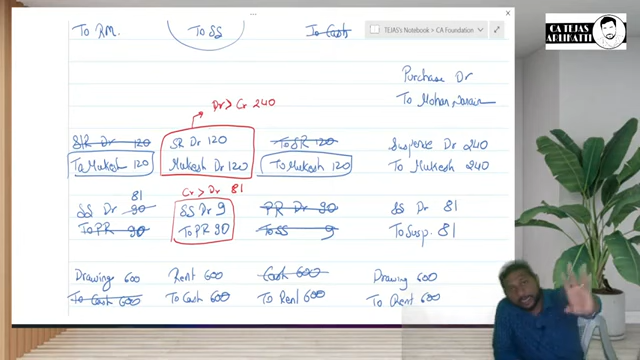 To RM.
To SS
To Cash
TEJAS's Notebook > CA Foundation
CA TEJAS
ARLIKATTI
Purchase Dr
To Mohan Narain
Dr > Cr 240
S/R Dr 120
To Mukesh 120
SR Dr 120
Mukesh Dr 120
To SR 120
To Mukesh 120
Suspense Dr 240
To Mukesh 240
81
SS Dr 90
To PR 90
Cr > Dr 81
SS Dr 9
To PR 90
PR Dr 90
To SS 9
SS Dr 81
To Susp. 81
Drawing 600
To Cash 600
Rent 600
To Cash 600
Cash 600
To Rent 600
Drawing 600
To Rent 600